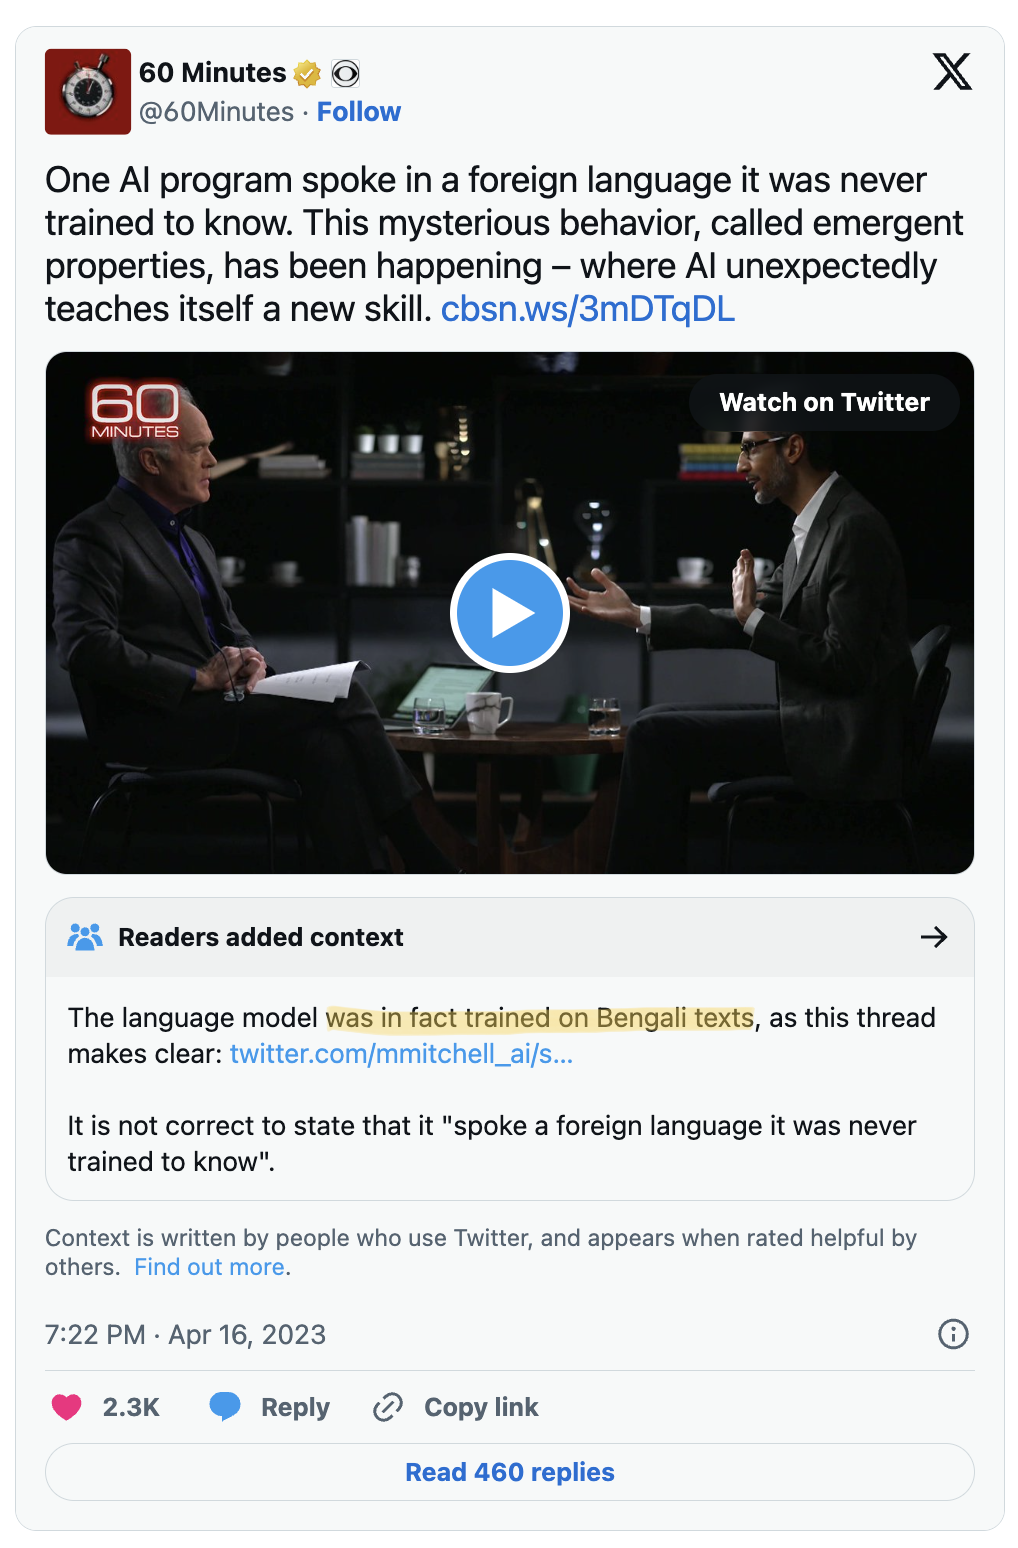 60 Minutes
@60Minutes · Follow
One AI program spoke in a foreign language it was never
trained to know. This mysterious behavior, called emergent
properties, has been happening – where AI unexpectedly
teaches itself a new skill. cbsn.ws/3mDTqDL
60
MINUTES
Watch on Twitter
Readers added context
The language model was in fact trained on Bengali texts, as this thread
makes clear: twitter.com/mmitchell_ai/s...
It is not correct to state that it "spoke a foreign language it was never
trained to know".
Context is written by people who use Twitter, and appears when rated helpful by
others. Find out more.
7:22 PM · Apr 16, 2023
2.3K Reply Copy link
Read 460 replies